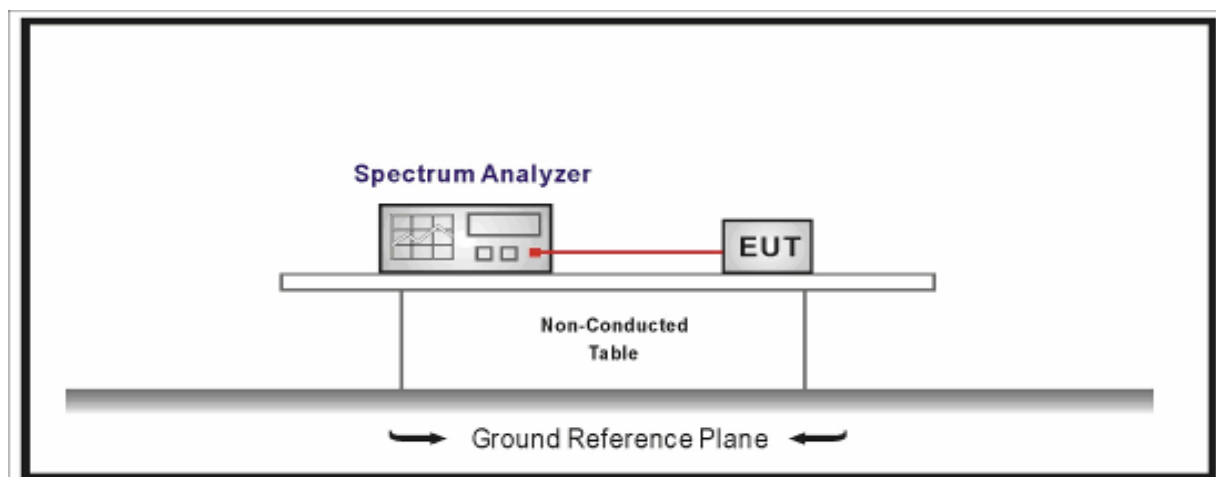 Spectrum Analyzer
EUT
Non-Conducted
Table
Ground Reference Plane